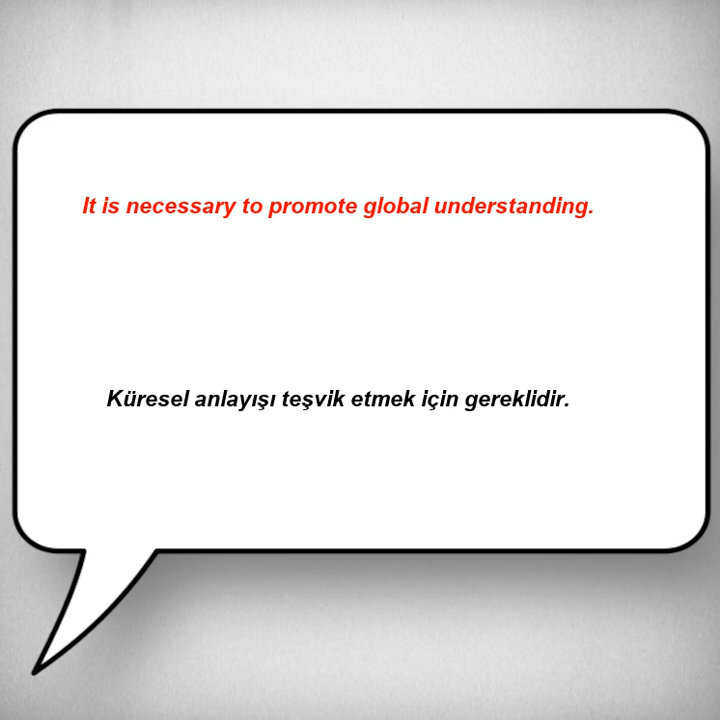 It is necessary to promote global understanding.
Küresel anlayışı teşvik etmek için gereklidir.